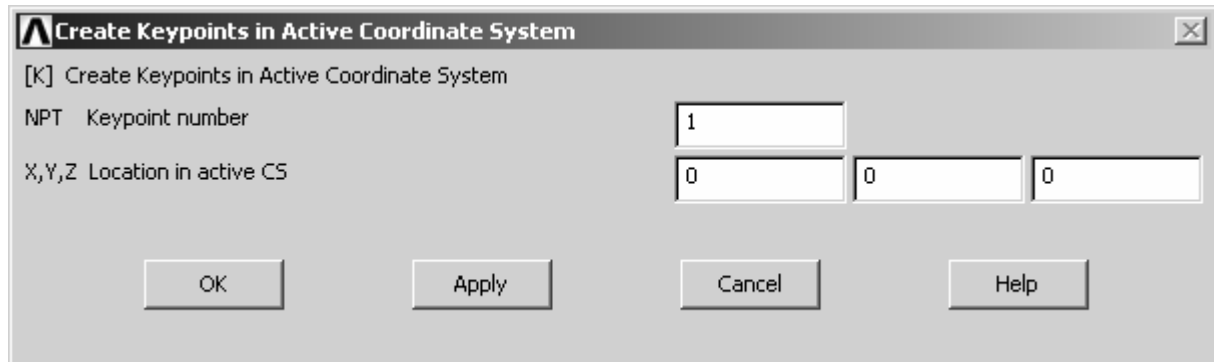 Create Keypoints in Active Coordinate System
[K] Create Keypoints in Active Coordinate System
NPT Keypoint number 1
X,Y,Z Location in active CS 0 0 0
OK Apply Cancel Help